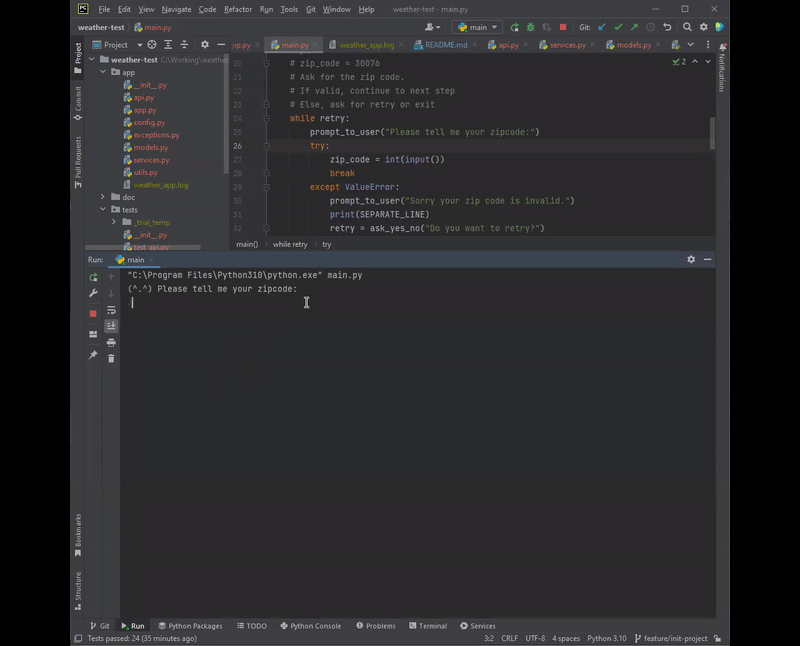 PC File Edit View Navigate Code Refactor Run Tools Git Window Help weather-test - main.py
weather-test main.py main Git:
Project pp.py main.py weather_app.log README.md api.py services.py models.py
weather-test C:\Working\weather
app
__init__.py
api.py
app.py
config.py
exceptions.py
models.py
services.py
utils.py
weather_app.log
doc
tests
_trial_temp
__init__.py
test_api.py
Project
Commit
Pull Requests
Bookmarks
Structure
Notifications
2
20 # zip_code = 30076
21 # Ask for the zip code.
22 # If valid, continue to next step
23 # Else, ask for retry or exit
24 while retry:
25 prompt_to_user("Please tell me your zipcode:")
26 try:
27 zip_code = int(input())
28 break
29 except ValueError:
30 prompt_to_user("Sorry your zip code is invalid.")
31 print(SEPARATE_LINE)
32 retry = ask_yes_no("Do you want to retry?")
main() while retry try
Run: main
"C:\Program Files\Python310\python.exe" main.py
(^.^) Please tell me your zipcode:
Git Run Python Packages TODO Python Console Problems Terminal Services
Tests passed: 24 (35 minutes ago) 3:2 CRLF UTF-8 4 spaces Python 3.10 feature/init-project